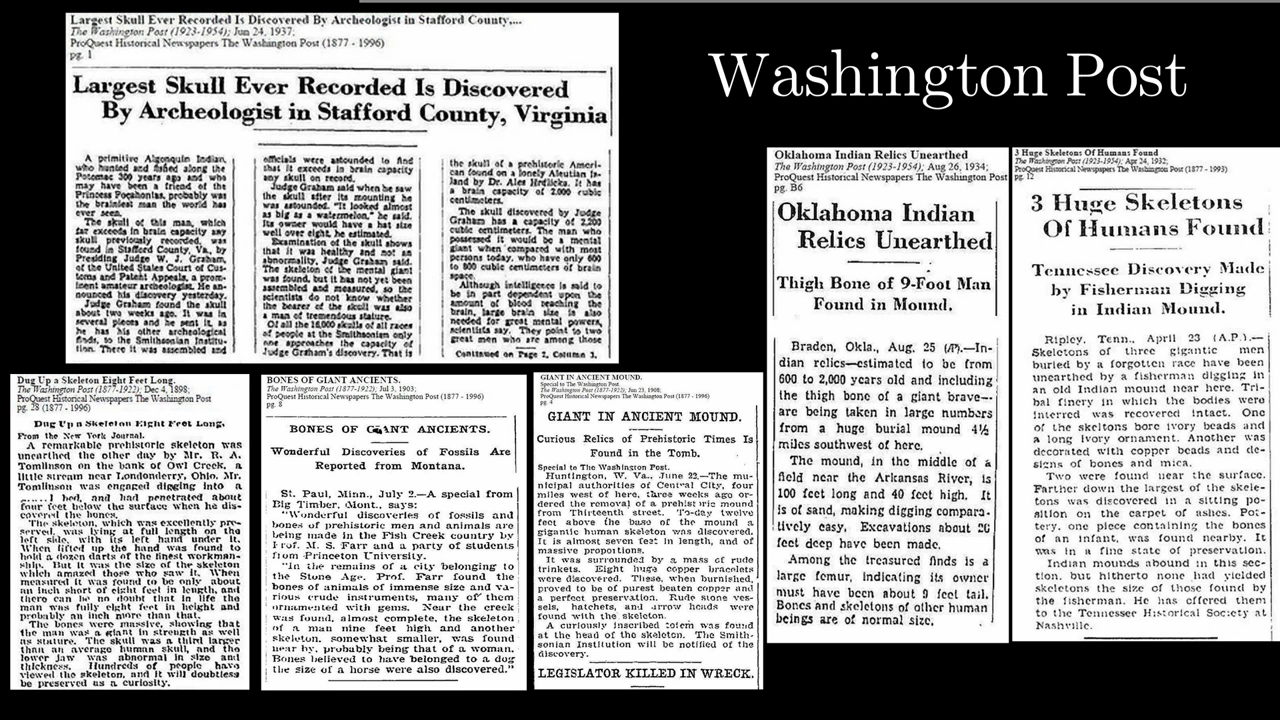 Washington Post
Largest Skull Ever Recorded Is Discovered By Archeologist in Stafford County,...
The Washington Post (1923-1954); Jun 24, 1937;
ProQuest Historical Newspapers The Washington Post (1877 - 1996)
pg. 1
Largest Skull Ever Recorded Is Discovered
By Archeologist in Stafford County, Virginia
A primitive Algonquin Indian,
who hunted and fished along the
Potomac 300 years ago and who
may have been a friend of the
Princess Pocahontas, probably was
the brainiest man the world has
ever seen.
The skull of this man, which
far exceeds in brain capacity any
skull previously recorded, was
found in Stafford County, Va., by
Presiding Judge W. J. Graham,
of the United States Court of Cus-
toms and Patent Appeals, a prom-
inent amateur archeologist. He an-
nounced his discovery yesterday.
Judge Graham found the skull
about two weeks ago. It was in
several pieces and he sent it, as
he has his other archeological
finds, to the Smithsonian Institu-
tion. There it was assembled and
officials were astounded to find
that it exceeds in brain capacity
any skull on record.
Judge Graham said when he saw
the skull after its mounting he
was astounded. "It looked almost
as big as a watermelon," he said.
Its owner would have a hat size
well over eight, he estimated.
Examination of the skull shows
that it was healthy and not an
abnormality, Judge Graham said.
The skeleton of the mental giant
was found, but it has not yet been
assembled and measured, so the
scientists do not know whether
the bearer of the skull was also
a man of tremendous stature.
Of all the 16,000 skulls of all races
of people at the Smithsonian only
one approaches the capacity of
Judge Graham's discovery. That is
the skull of a prehistoric Ameri-
can found on a lonely Aleutian Is-
land by Dr. Ales Hrdlicka. It has
a brain capacity of 2,000 cubic
centimeters.
The skull discovered by Judge
Graham has a capacity of 2,200
cubic centimeters. The man who
possessed it would be a mental
giant when compared with most
persons today, who have only 600
to 800 cubic centimeters of brain
space.
Although intelligence is said to
be in part dependent upon the
amount of blood reaching the
brain, large brain size is also
needed for great mental powers,
scientists say. They point to two
great men who are among those
Continued on Page 2, Column 3.
Oklahoma Indian Relics Unearthed
The Washington Post (1923-1954); Aug 26, 1934;
ProQuest Historical Newspapers The Washington Post
pg. B6
Oklahoma Indian
Relics Unearthed
Thigh Bone of 9-Foot Man
Found in Mound.
Braden, Okla., Aug. 25 (AP).—In-
dian relics—estimated to be from
600 to 2,000 years old and including
the thigh bone of a giant brave—
are being taken in large numbers
from a huge burial mound 4½
miles southwest of here.
The mound, in the middle of a
field near the Arkansas River, is
100 feet long and 40 feet high. It
is of sand, making digging compara-
tively easy. Excavations about 20
feet deep have been made.
Among the treasured finds is a
large femur, indicating its owner
must have been about 9 feet tall.
Bones and skeletons of other human
beings are of normal size.
3 Huge Skeletons Of Humans Found
The Washington Post (1923-1954); Apr 24, 1932;
ProQuest Historical Newspapers The Washington Post (1877 - 1993)
pg. 12
3 Huge Skeletons
Of Humans Found
Tennessee Discovery Made
by Fisherman Digging
in Indian Mound.
Ripley, Tenn., April 23 (A.P.).—
Skeletons of three gigantic men
buried by a forgotten race have been
unearthed by a fisherman digging in
an old Indian mound near here. Tri-
bal finery in which the bodies were
interred was recovered intact. One
of the skeltons bore ivory beads and
a long ivory ornament. Another was
decorated with copper beads and de-
signs of bones and mica.
Two were found near the surface.
Farther down the largest of the skele-
tons was discovered in a sitting po-
sition on the carpet of ashes. Pot-
tery, one piece containing the bones
of an infant, was found nearby. It
was in a fine state of preservation.
Indian mounds abound in this sec-
tion, but hitherto none had yielded
skeletons the size of those found by
the fisherman. He has offered them
to the Tennessee Historical Society at
Nashville.
Dug Up a Skeleton Eight Feet Long.
The Washington Post (1877-1922); Dec 4, 1898;
ProQuest Historical Newspapers The Washington Post
pg. 28 (1877 - 1996)
Dug Up a Skeleton Eight Feet Long,
From the New York Journal.
A remarkable prehistoric skeleton was
unearthed the other day by Mr. R. A.
Tomlinson on the bank of Owl Creek, a
little stream near Londonderry, Ohio. Mr.
Tomlinson was engaged digging into a
bed, and had penetrated about
four feet below the surface when he dis-
covered the bones.
The skeleton, which was excellently pre-
served, was lying at full length on the
left side, with its left hand under it.
When lifted up the hand was found to
hold a dozen darts of the finest workman-
ship. But it was the size of the skeleton
which amazed those who saw it. When
measured it was found to be only about
an inch short of eight feet in length, and
there can be no doubt that in life the
man was fully eight feet in height and
probably an inch more than that.
The bones were massive, showing that
the man was a giant in strength as well
as stature. The skull was a third larger
than an average human skull, and the
lower jaw was abnormal in size and
thickness. Hundreds of people have
viewed the skeleton, and it will doubtless
be preserved as a curiosity.
BONES OF GIANT ANCIENTS.
The Washington Post (1877-1922); Jul 3, 1903;
ProQuest Historical Newspapers The Washington Post (1877 - 1996)
pg. 8
BONES OF GIANT ANCIENTS.
Wonderful Discoveries of Fossils Are
Reported from Montana.
St. Paul, Minn., July 2.—A special from
Big Timber, Mont., says:
"Wonderful discoveries of fossils and
bones of prehistoric men and animals are
being made in the Fish Creek country by
Prof. M. S. Farr and a party of students
from Princeton University.
"In the remains of a city belonging to
the Stone Age. Prof. Farr found the
bones of animals of immense size and va-
rious crude instruments, many of them
ornamented with gems. Near the creek
was found, almost complete, the skeleton
of a man nine feet high and another
skeleton, somewhat smaller, was found
near by, probably being that of a woman.
Bones believed to have belonged to a dog
the size of a horse were also discovered."
GIANT IN ANCIENT MOUND.
Special to The Washington Post
The Washington Post (1877-1922); Jun 23, 1908;
ProQuest Historical Newspapers The Washington Post (1877 - 1996)
pg. 4
GIANT IN ANCIENT MOUND.
Curious Relics of Prehistoric Times Is
Found in the Tomb.
Special to The Washington Post.
Huntington, W. Va., June 22.—The mu-
nicipal authorities of Central City, four
miles west of here, three weeks ago or-
dered the removal of a prehistoric mound
from Thirteenth street. To-day twelve
feet above the base of the mound a
gigantic human skeleton was discovered.
It is almost seven feet in length, and of
massive proportions.
It was surrounded by a mass of rude
trinkets. Eight huge copper bracelets
were discovered. These, when burnished,
proved to be of purest beaten copper and
a perfect preservation. Rude stone ves-
sels, hatchets, and arrow heads were
found with the skeleton.
A curiously inscribed totem was found
at the head of the skeleton. The Smith-
sonian Institution will be notified of the
discovery.
LEGISLATOR KILLED IN WRECK.